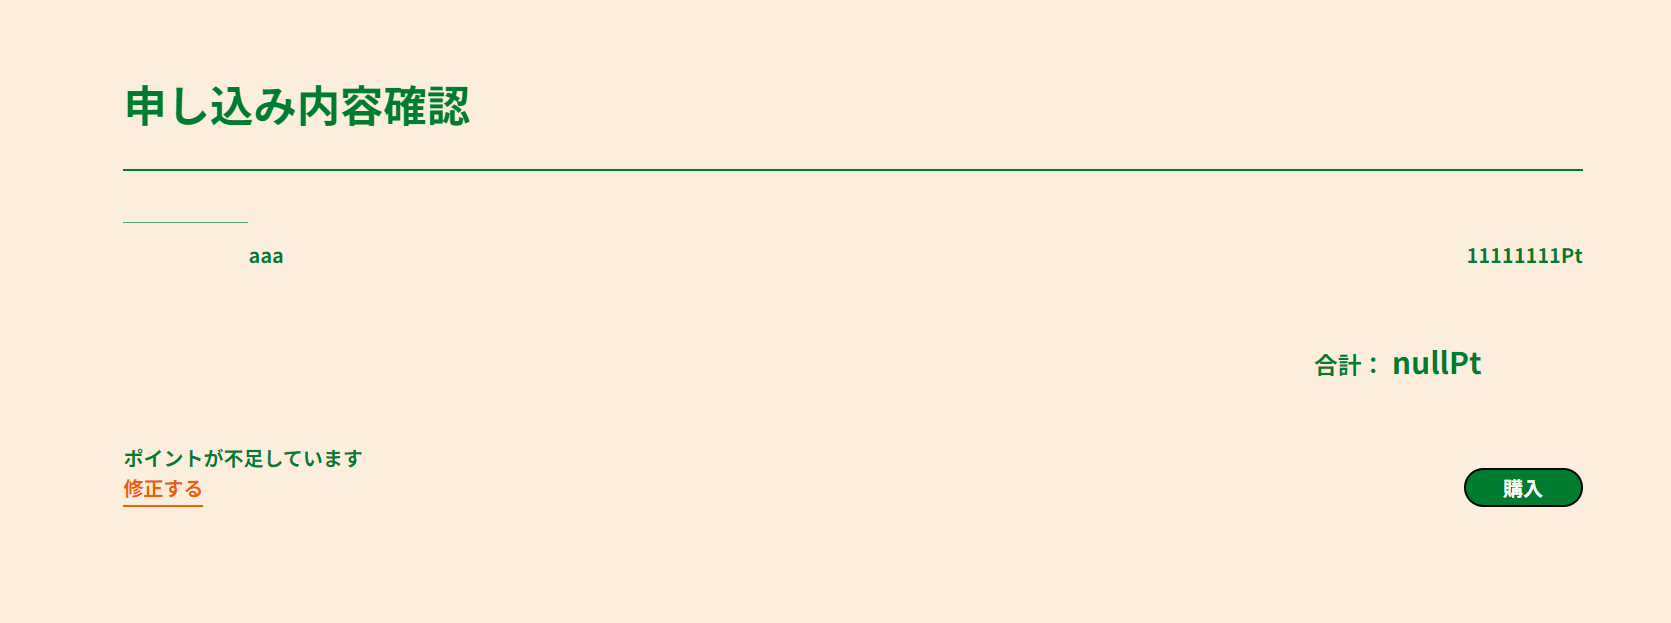 申し込み内容確認
aaa 11111111Pt
合計： nullPt
ポイントが不足しています
修正する
購入